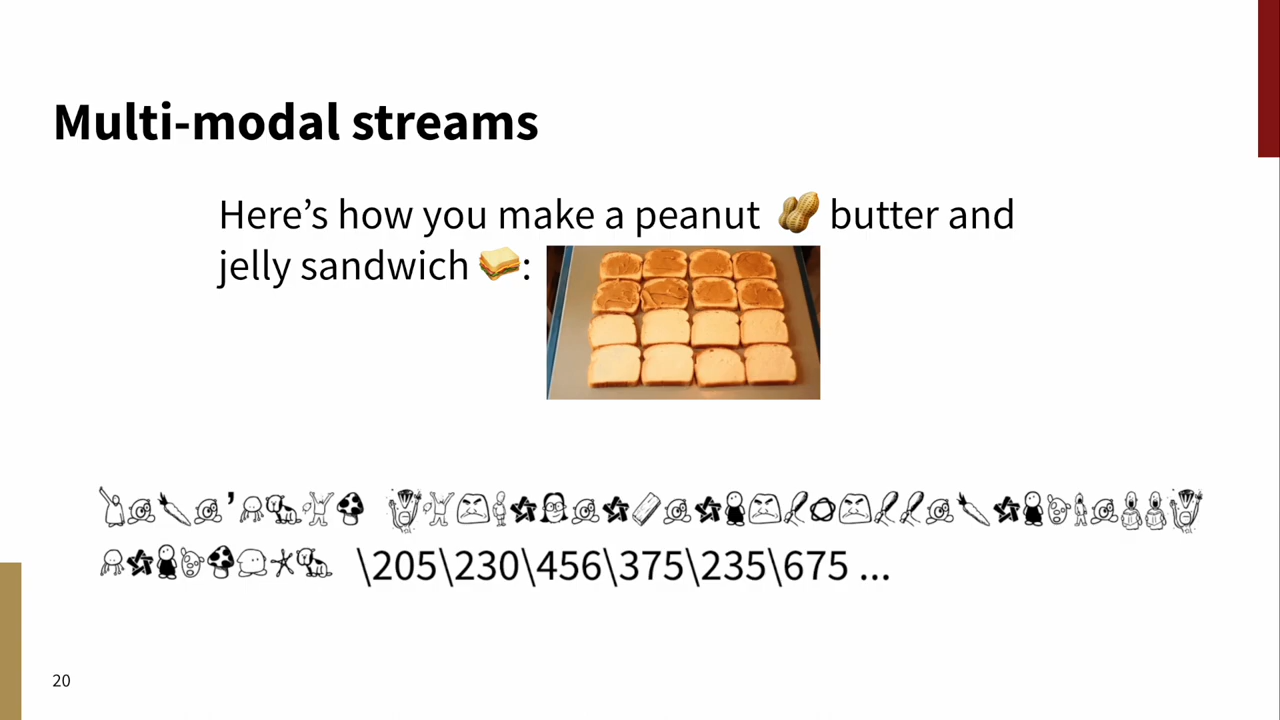 Multi-modal streams
Here’s how you make a peanut 🥜 butter and
jelly sandwich 🥪:
\205\230\456\375\235\675 ...
20